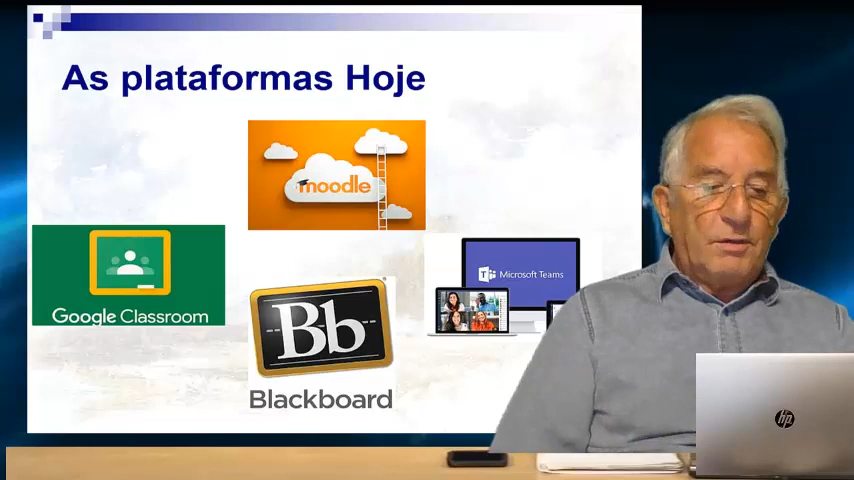 As plataformas Hoje
moodle
Google Classroom
Microsoft Teams
Bb
Blackboard
hp